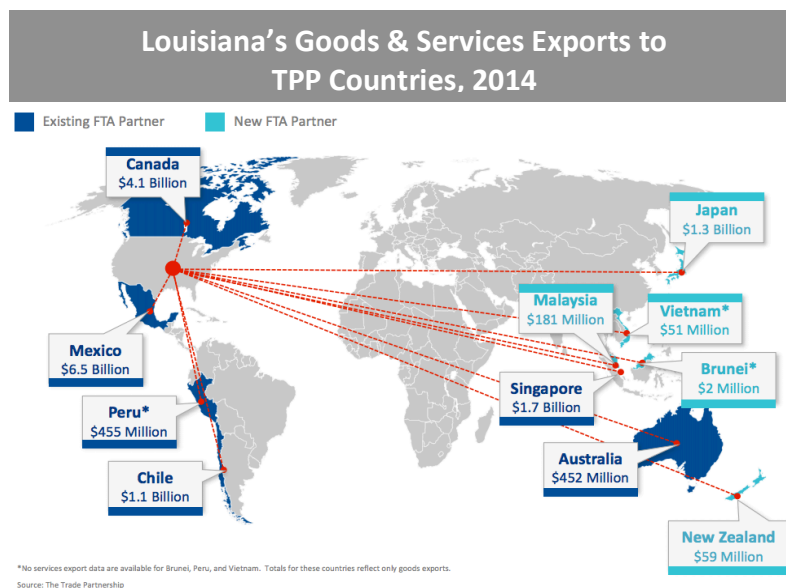 Louisiana’s Goods & Services Exports to
TPP Countries, 2014
Existing FTA Partner
New FTA Partner
Canada
$4.1 Billion
Japan
$1.3 Billion
Malaysia
$181 Million
Vietnam*
$51 Million
Mexico
$6.5 Billion
Brunei*
$2 Million
Singapore
$1.7 Billion
Peru*
$455 Million
Australia
$452 Million
Chile
$1.1 Billion
New Zealand
$59 Million
*No services export data are available for Brunei, Peru, and Vietnam. Totals for these countries reflect only goods exports.
Source: The Trade Partnership